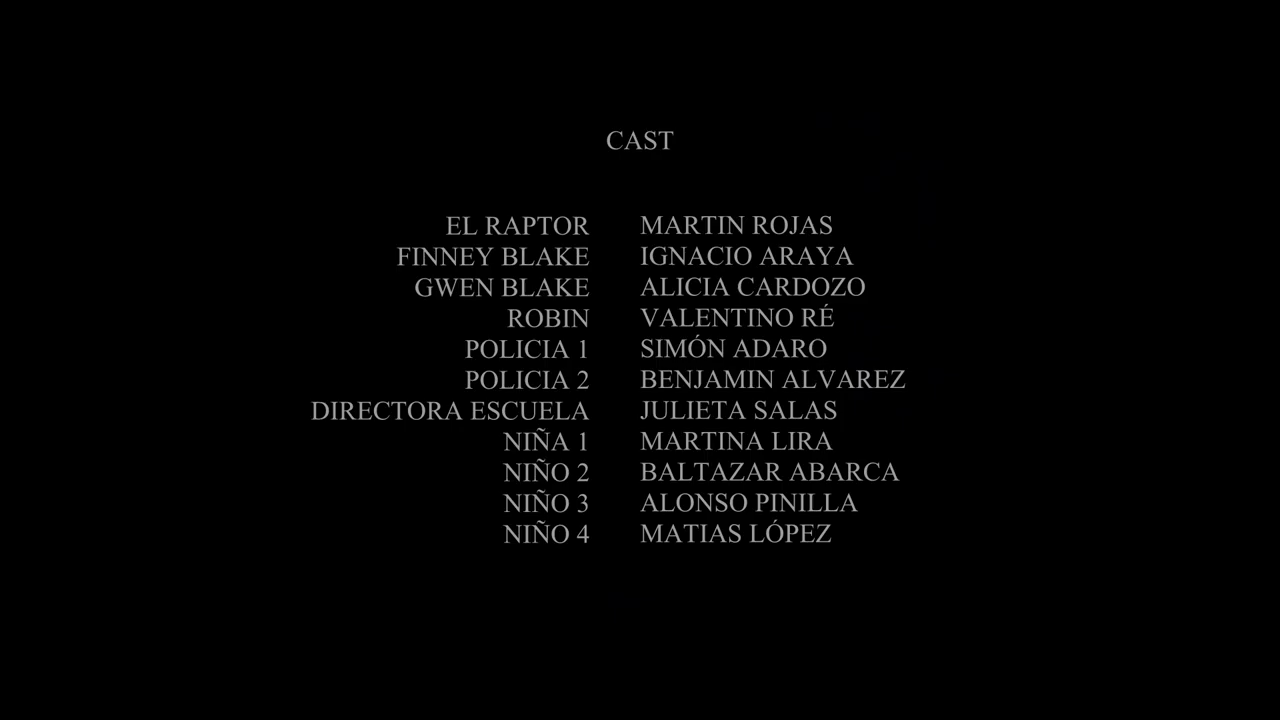 CAST
EL RAPTOR MARTIN ROJAS
FINNEY BLAKE IGNACIO ARAYA
GWEN BLAKE ALICIA CARDOZO
ROBIN VALENTINO RÉ
POLICIA 1 SIMÓN ADARO
POLICIA 2 BENJAMIN ALVAREZ
DIRECTORA ESCUELA JULIETA SALAS
NIÑA 1 MARTINA LIRA
NIÑO 2 BALTAZAR ABARCA
NIÑO 3 ALONSO PINILLA
NIÑO 4 MATIAS LÓPEZ